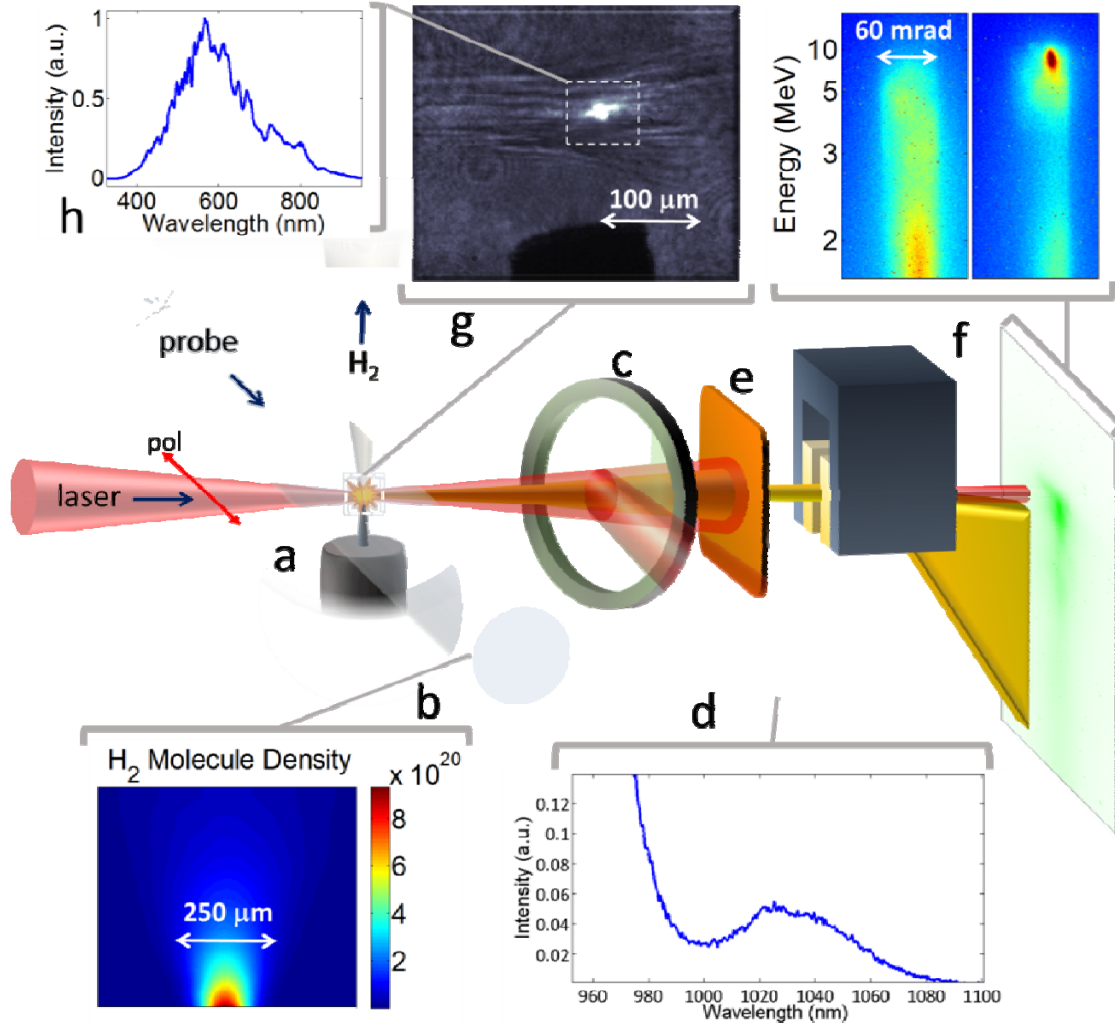 1
0.5
0
Intensity (a.u.)
400 600 800
Wavelength (nm)
h
100 µm
g
60 mrad
10
5
3
2
Energy (MeV)
f
probe
H2
pol
laser
a
c
e
b
d
H2 Molecule Density
x 10^20
8
6
4
2
250 µm
0.12
0.1
0.08
0.06
0.04
0.02
Intensity (a.u.)
960 980 1000 1020 1040 1060 1080 1100
Wavelength (nm)